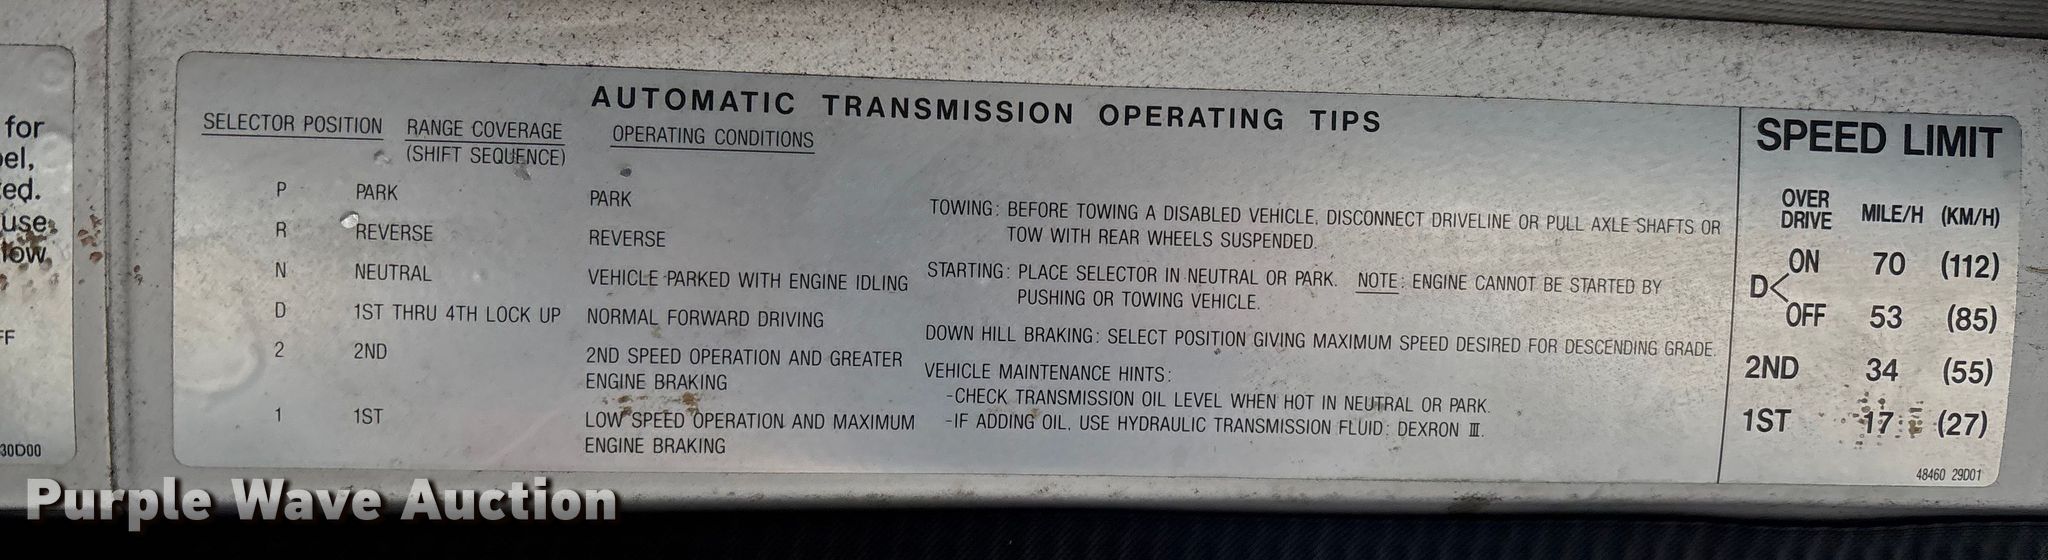 AUTOMATIC TRANSMISSION OPERATING TIPS
SELECTOR POSITION RANGE COVERAGE OPERATING CONDITIONS
(SHIFT SEQUENCE)
P PARK PARK
R REVERSE REVERSE
N NEUTRAL VEHICLE PARKED WITH ENGINE IDLING
D 1ST THRU 4TH LOCK UP NORMAL FORWARD DRIVING
2 2ND 2ND SPEED OPERATION AND GREATER
ENGINE BRAKING
1 1ST LOW SPEED OPERATION AND MAXIMUM
ENGINE BRAKING
TOWING: BEFORE TOWING A DISABLED VEHICLE, DISCONNECT DRIVELINE OR PULL AXLE SHAFTS OR
TOW WITH REAR WHEELS SUSPENDED.
STARTING: PLACE SELECTOR IN NEUTRAL OR PARK. NOTE: ENGINE CANNOT BE STARTED BY
PUSHING OR TOWING VEHICLE.
DOWN HILL BRAKING: SELECT POSITION GIVING MAXIMUM SPEED DESIRED FOR DESCENDING GRADE.
VEHICLE MAINTENANCE HINTS:
-CHECK TRANSMISSION OIL LEVEL WHEN HOT IN NEUTRAL OR PARK.
-IF ADDING OIL, USE HYDRAULIC TRANSMISSION FLUID: DEXRON III.
SPEED LIMIT
OVER
DRIVE MILE/H (KM/H)
ON 70 (112)
D<
OFF 53 (85)
2ND 34 (55)
1ST 17 (27)
48460 29D01
for
use
low
30D00
Purple Wave Auction